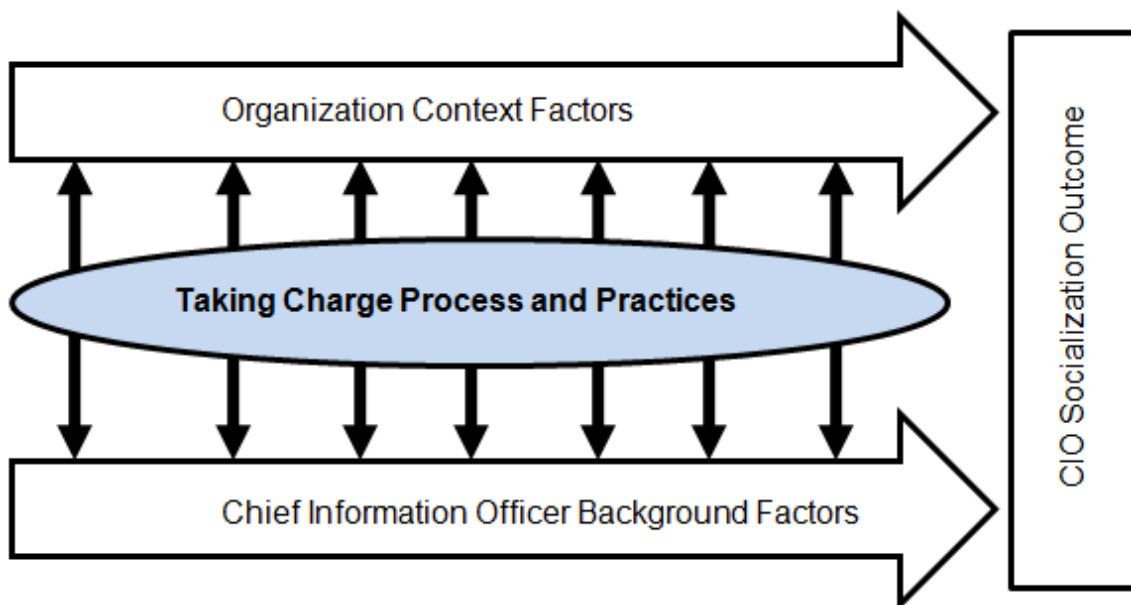 Organization Context Factors
Taking Charge Process and Practices
Chief Information Officer Background Factors
CIO Socialization Outcome